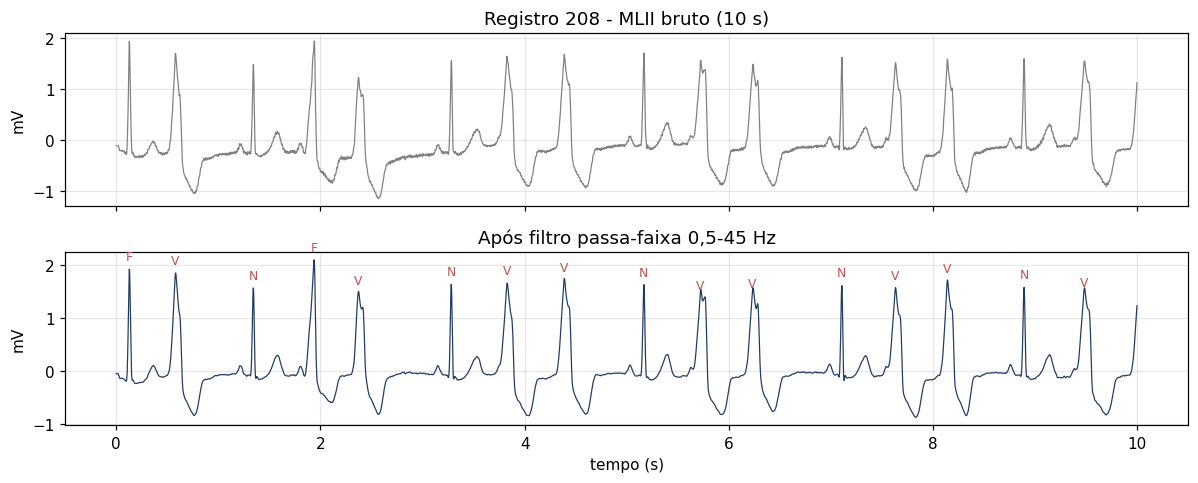 Registro 208 - MLII bruto (10 s)
2
1
0
−1
mV
Após filtro passa-faixa 0,5-45 Hz
F V N F V N V V N V V N V V N V
2
1
0
−1
mV
0 2 4 6 8 10
tempo (s)